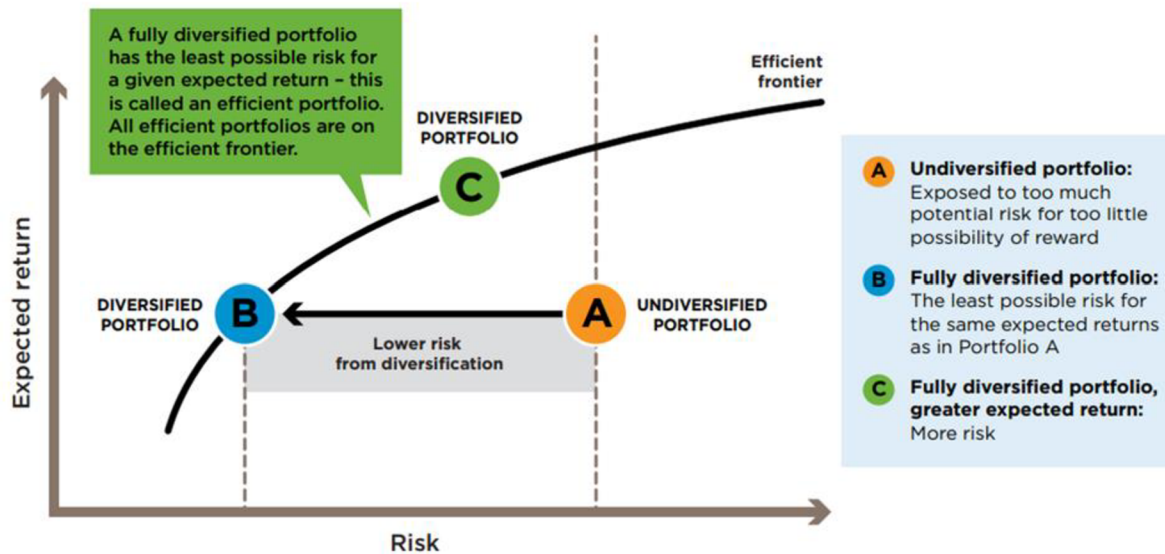 A fully diversified portfolio
has the least possible risk for
a given expected return – this
is called an efficient portfolio.
All efficient portfolios are on
the efficient frontier.
Efficient
frontier
DIVERSIFIED
PORTFOLIO
C
Expected return
DIVERSIFIED
PORTFOLIO
B
A
UNDIVERSIFIED
PORTFOLIO
Lower risk
from diversification
Risk
A
Undiversified portfolio:
Exposed to too much
potential risk for too little
possibility of reward
B
Fully diversified portfolio:
The least possible risk for
the same expected returns
as in Portfolio A
C
Fully diversified portfolio,
greater expected return:
More risk